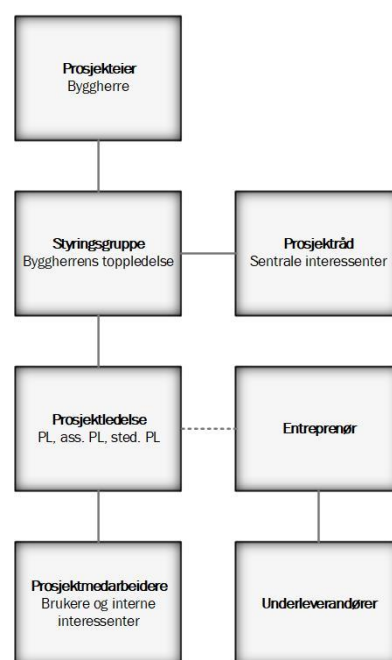 Prosjekteier
Byggherre
Styringsgruppe
Byggherrens toppledelse
Prosjektråd
Sentrale interessenter
Prosjektledelse
PL, ass. PL, sted. PL
Entreprenør
Prosjektmedarbeidere
Brukere og interne
interessenter
Underleverandører